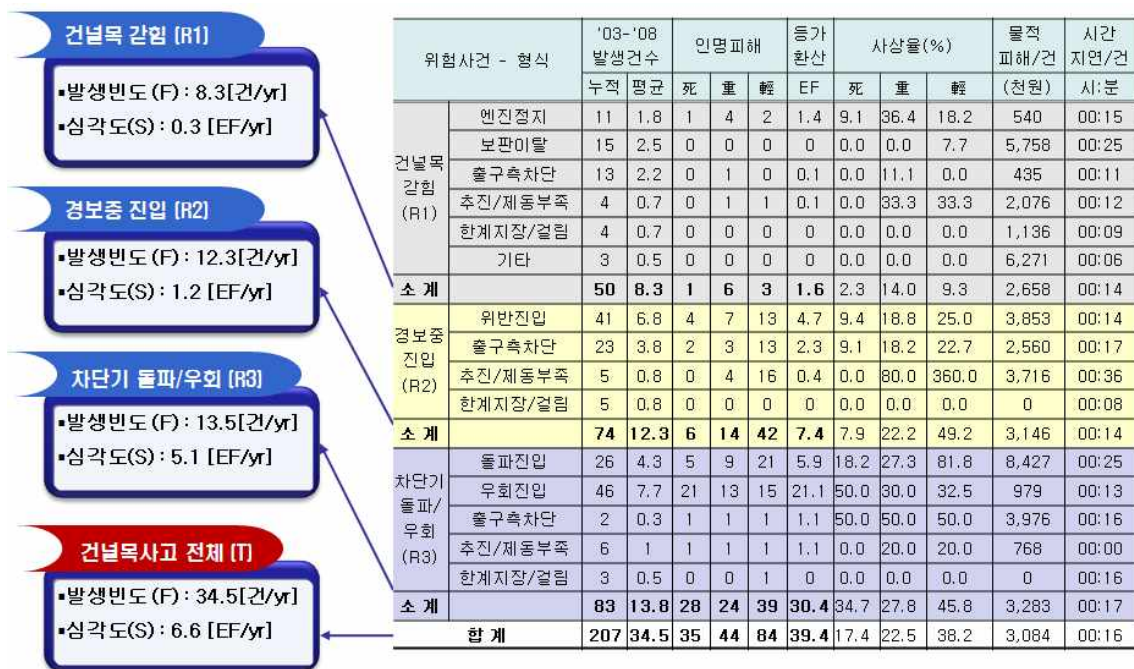 건널목 갇힘 (R1)
▪발생빈도(F) : 8.3[건/yr]
▪심각도(S) : 0.3 [EF/yr]
경보중 진입 (R2)
▪발생빈도(F) : 12.3[건/yr]
▪심각도(S) : 1.2 [EF/yr]
차단기 돌파/우회 (R3)
▪발생빈도(F) : 13.5[건/yr]
▪심각도(S) : 5.1 [EF/yr]
건널목사고 전체 (T)
▪발생빈도(F) : 34.5[건/yr]
▪심각도(S) : 6.6 [EF/yr]
위험사건 - 형식 '03-'08 발생건수 인명피해 등가 환산 사상율(%) 물적 피해/건 시간 지연/건
누적 평균 死 重 輕 EF 死 重 輕 (천원) 시:분
건널목 갇힘 (R1)
엔진정지 11 1.8 1 4 2 1.4 9.1 36.4 18.2 540 00:15
보판이탈 15 2.5 0 0 0 0 0.0 0.0 7.7 5,758 00:25
출구측차단 13 2.2 0 1 0 0.1 0.0 11.1 0.0 435 00:11
추진/제동부족 4 0.7 0 1 1 0.1 0.0 33.3 33.3 2,076 00:12
한계지장/걸림 4 0.7 0 0 0 0 0.0 0.0 0.0 1,136 00:09
기타 3 0.5 0 0 0 0 0.0 0.0 0.0 6,271 00:06
소 계 50 8.3 1 6 3 1.6 2.3 14.0 9.3 2,658 00:14
경보중 진입 (R2)
위반진입 41 6.8 4 7 13 4.7 9.4 18.8 25.0 3,853 00:14
출구측차단 23 3.8 2 3 13 2.3 9.1 18.2 22.7 2,560 00:17
추진/제동부족 5 0.8 0 4 16 0.4 0.0 80.0 360.0 3,716 00:36
한계지장/걸림 5 0.8 0 0 0 0 0.0 0.0 0.0 0 00:08
소 계 74 12.3 6 14 42 7.4 7.9 22.2 49.2 3,146 00:14
차단기 돌파/ 우회 (R3)
돌파진입 26 4.3 5 9 21 5.9 18.2 27.3 81.8 8,427 00:25
우회진입 46 7.7 21 13 15 21.1 50.0 30.0 32.5 979 00:13
출구측차단 2 0.3 1 1 1 1.1 50.0 50.0 50.0 3,976 00:16
추진/제동부족 6 1 1 1 1 1.1 0.0 20.0 20.0 768 00:00
한계지장/걸림 3 0.5 0 0 1 0 0.0 0.0 0.0 0 00:16
소 계 83 13.8 28 24 39 30.4 34.7 27.8 45.8 3,283 00:17
합 계 207 34.5 35 44 84 39.4 17.4 22.5 38.2 3,084 00:16